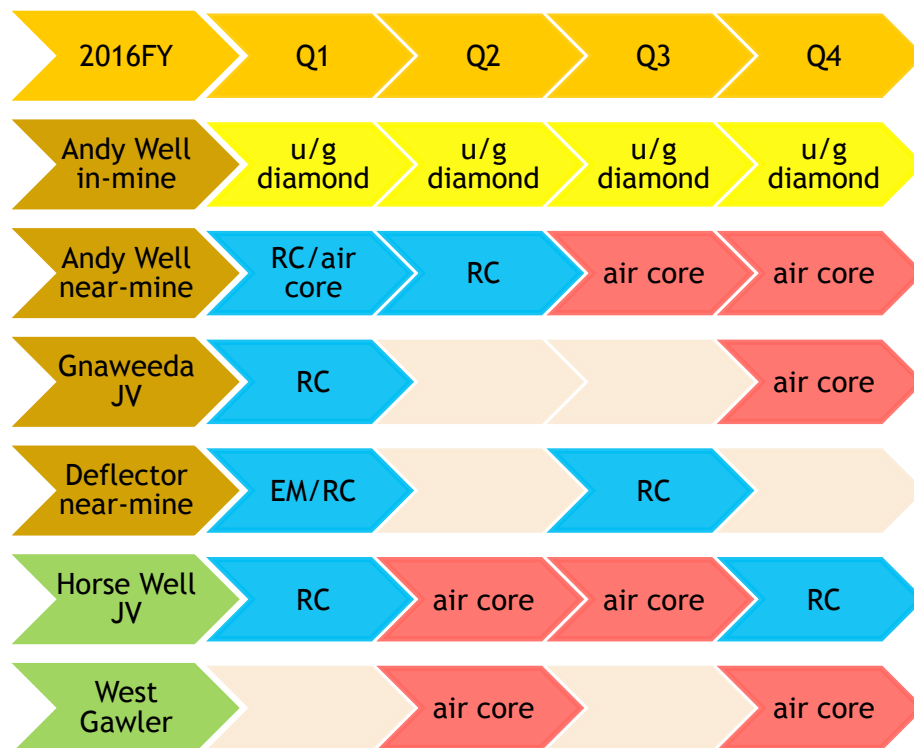 2016FY Q1 Q2 Q3 Q4
Andy Well
in-mine
u/g
diamond
u/g
diamond
u/g
diamond
u/g
diamond
Andy Well
near-mine
RC/air
core
RC
air core
air core
Gnaweeda
JV
RC
air core
Deflector
near-mine
EM/RC
RC
Horse Well
JV
RC
air core
air core
RC
West
Gawler
air core
air core